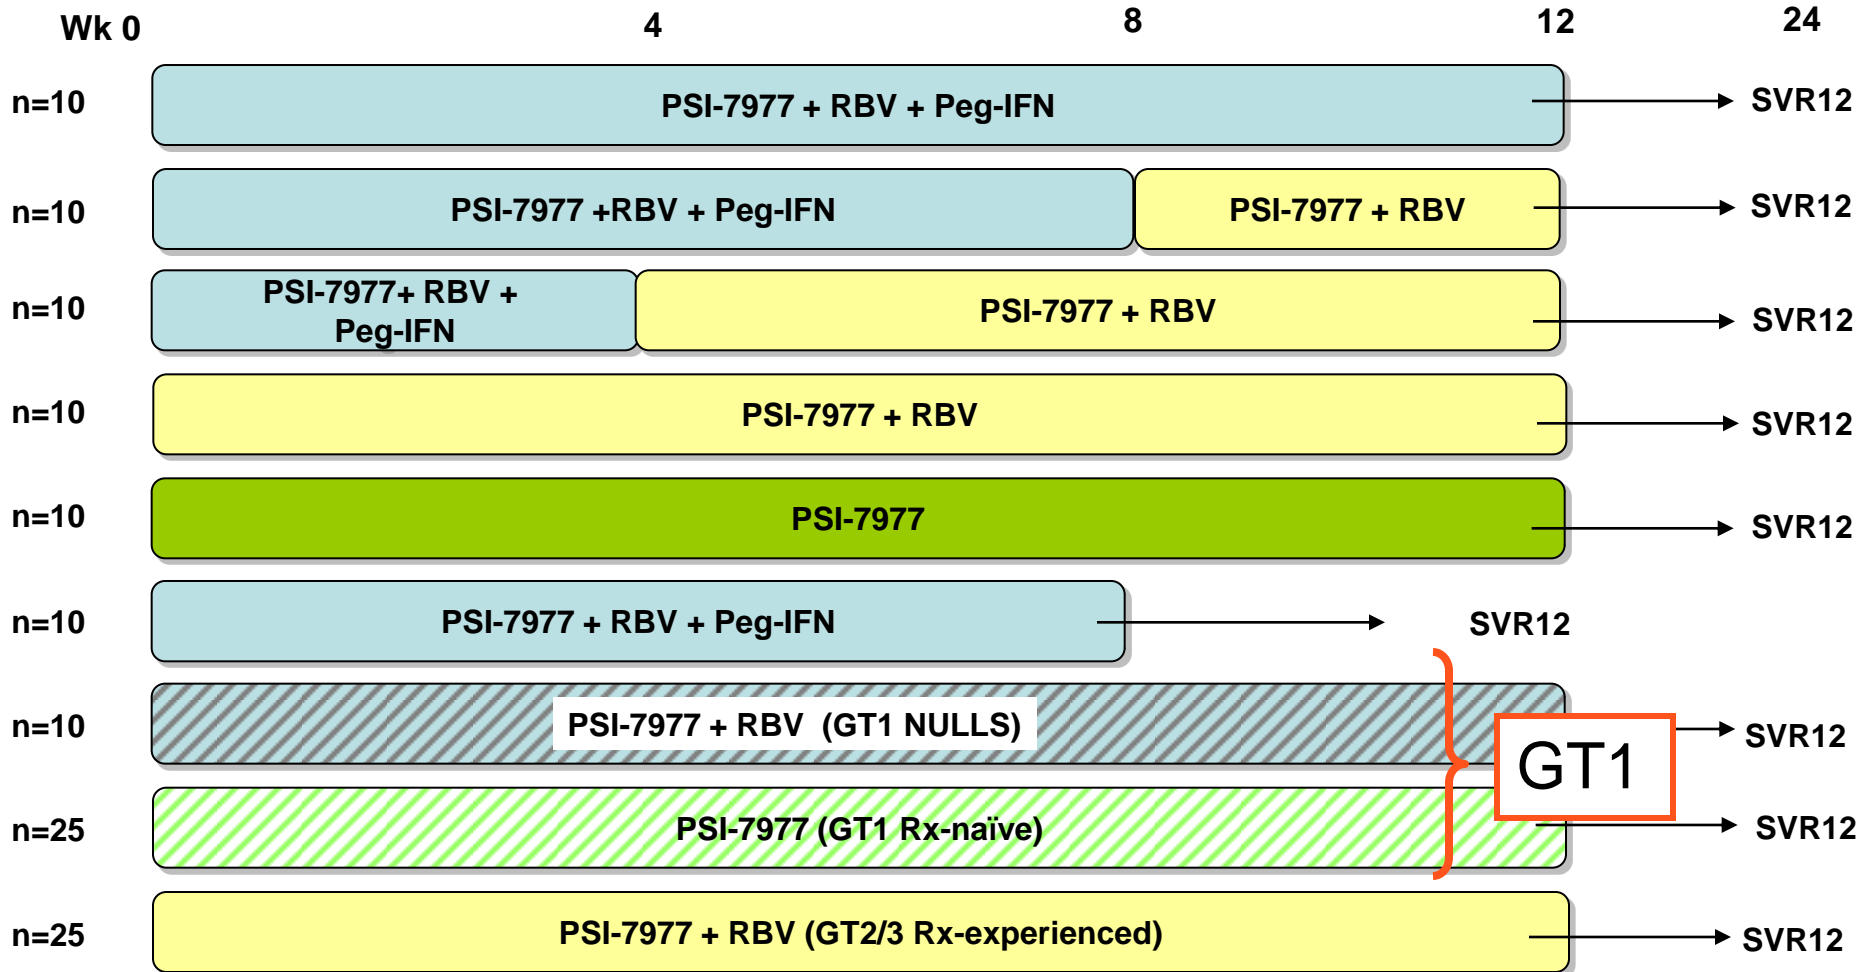 Wk 0 4 8 12 24
n=10 PSI-7977 + RBV + Peg-IFN SVR12
n=10 PSI-7977 +RBV + Peg-IFN PSI-7977 + RBV SVR12
n=10 PSI-7977+ RBV +
Peg-IFN PSI-7977 + RBV SVR12
n=10 PSI-7977 + RBV SVR12
n=10 PSI-7977 SVR12
n=10 PSI-7977 + RBV + Peg-IFN SVR12
n=10 PSI-7977 + RBV (GT1 NULLS) SVR12
GT1
n=25 PSI-7977 (GT1 Rx-naïve) SVR12
n=25 PSI-7977 + RBV (GT2/3 Rx-experienced) SVR12